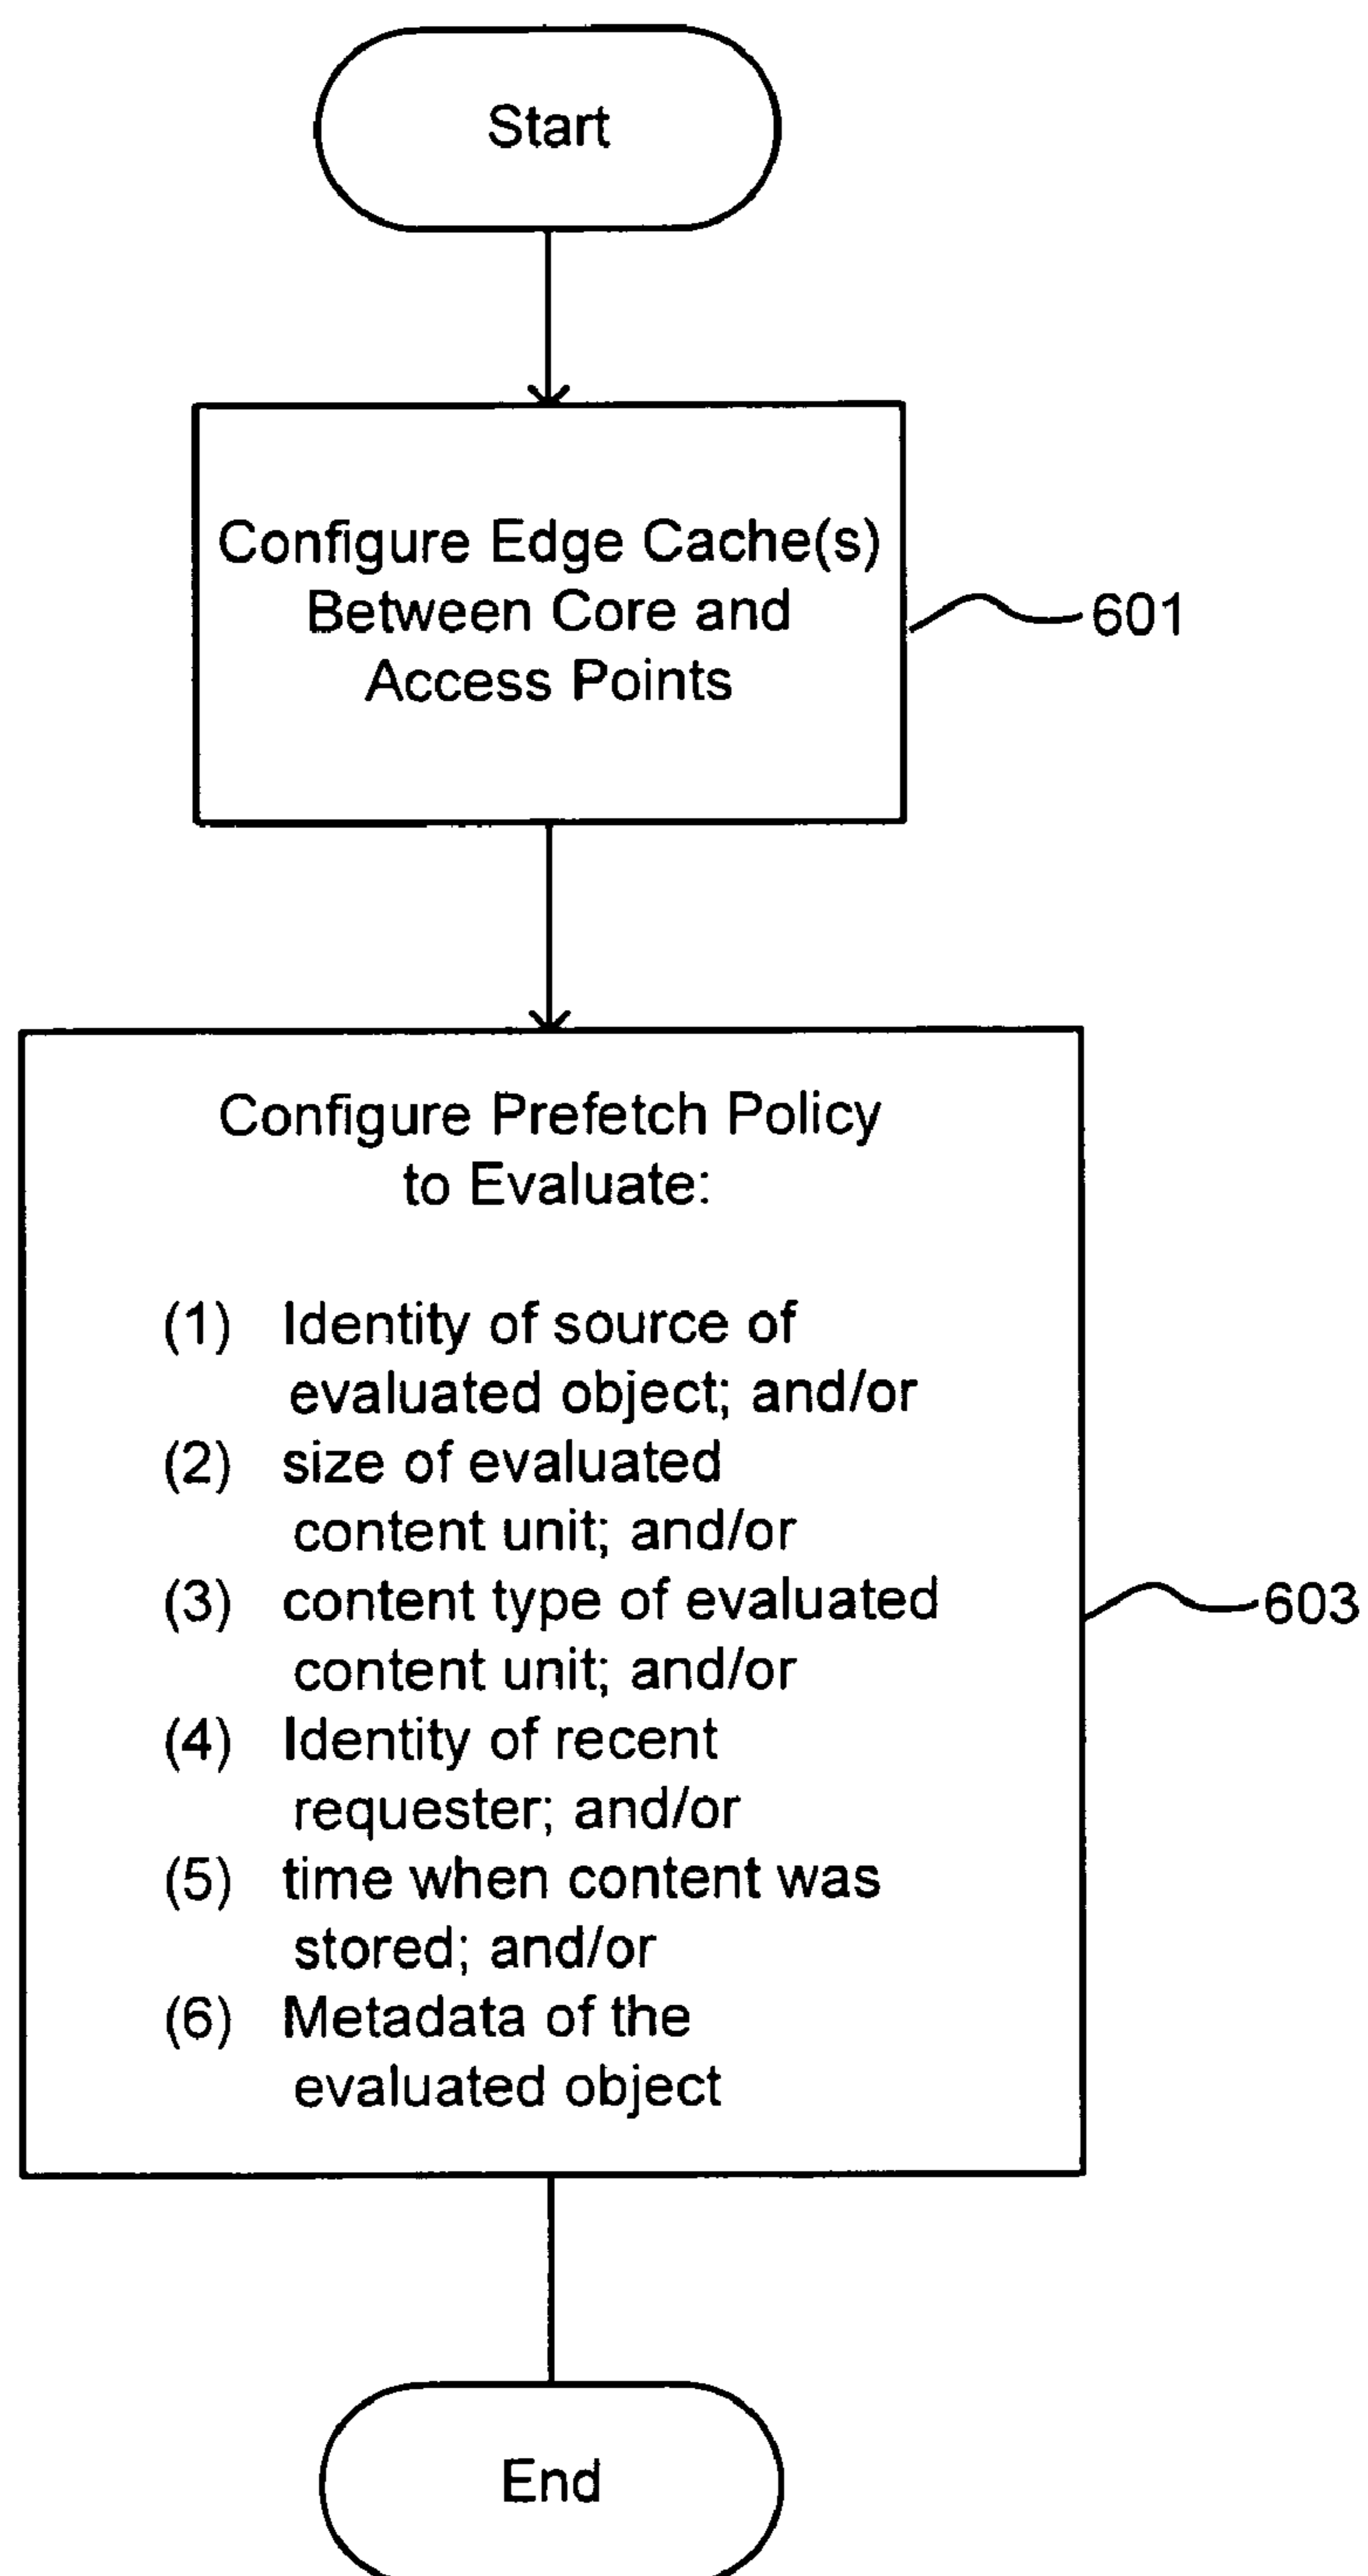 Start
Configure Edge Cache(s)
Between Core and
Access Points
601
Configure Prefetch Policy
to Evaluate:
(1) Identity of source of
evaluated object; and/or
(2) size of evaluated
content unit; and/or
(3) content type of evaluated
content unit; and/or
(4) Identity of recent
requester; and/or
(5) time when content was
stored; and/or
(6) Metadata of the
evaluated object
603
End